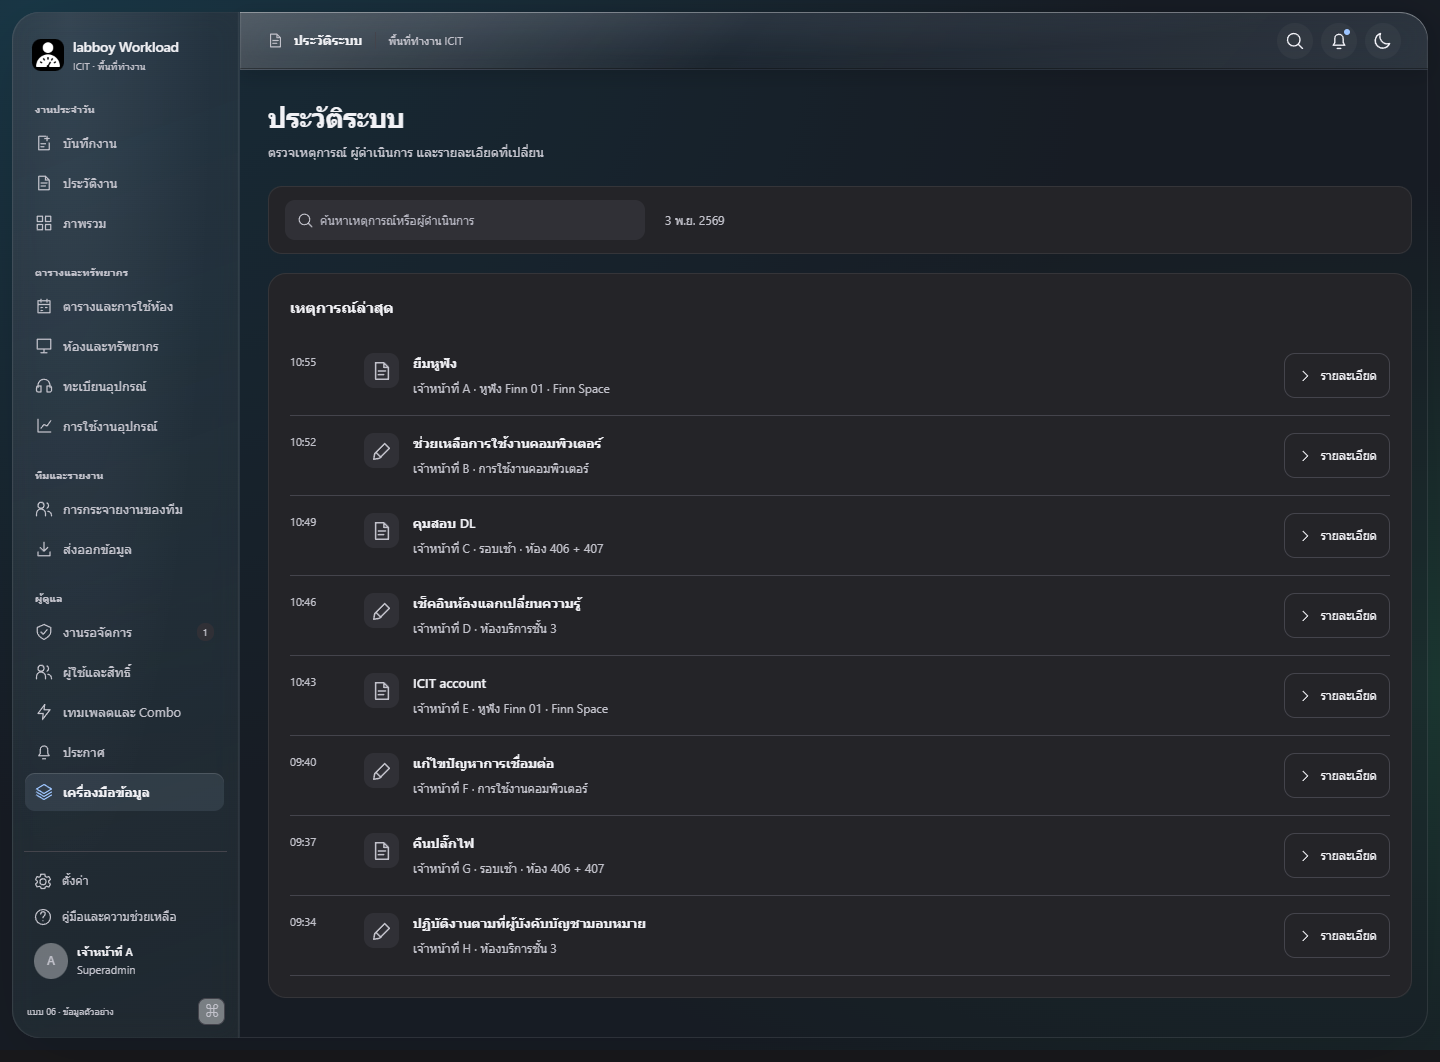 labboy Workload
ICIT · พื้นที่ทำงาน
งานประจำวัน
บันทึกงาน
ประวัติงาน
ภาพรวม
ตารางและทรัพยากร
ตารางและการใช้ห้อง
ห้องและทรัพยากร
ทะเบียนอุปกรณ์
การใช้งานอุปกรณ์
ทีมและรายงาน
การกระจายงานของทีม
ส่งออกข้อมูล
ผู้ดูแล
งานรอจัดการ 1
ผู้ใช้และสิทธิ์
เทมเพลตและ Combo
ประกาศ
เครื่องมือข้อมูล
ตั้งค่า
คู่มือและความช่วยเหลือ
A
เจ้าหน้าที่ A
Superadmin
แบบ 06 · ข้อมูลตัวอย่าง ⌘
ประวัติระบบ พื้นที่ทำงาน ICIT
ประวัติระบบ
ตรวจเหตุการณ์ ผู้ดำเนินการ และรายละเอียดที่เปลี่ยน
ค้นหาเหตุการณ์หรือผู้ดำเนินการ 3 พ.ย. 2569
เหตุการณ์ล่าสุด
10:55 ยืมหูฟัง รายละเอียด
เจ้าหน้าที่ A · หูฟัง Finn 01 · Finn Space
10:52 ช่วยเหลือการใช้งานคอมพิวเตอร์ รายละเอียด
เจ้าหน้าที่ B · การใช้งานคอมพิวเตอร์
10:49 คุมสอบ DL รายละเอียด
เจ้าหน้าที่ C · รอบเช้า · ห้อง 406 + 407
10:46 เช็คอินห้องแลกเปลี่ยนความรู้ รายละเอียด
เจ้าหน้าที่ D · ห้องบริการชั้น 3
10:43 ICIT account รายละเอียด
เจ้าหน้าที่ E · หูฟัง Finn 01 · Finn Space
09:40 แก้ไขปัญหาการเชื่อมต่อ รายละเอียด
เจ้าหน้าที่ F · การใช้งานคอมพิวเตอร์
09:37 คืนปลั๊กไฟ รายละเอียด
เจ้าหน้าที่ G · รอบเช้า · ห้อง 406 + 407
09:34 ปฏิบัติงานตามที่ผู้บังคับบัญชามอบหมาย รายละเอียด
เจ้าหน้าที่ H · ห้องบริการชั้น 3